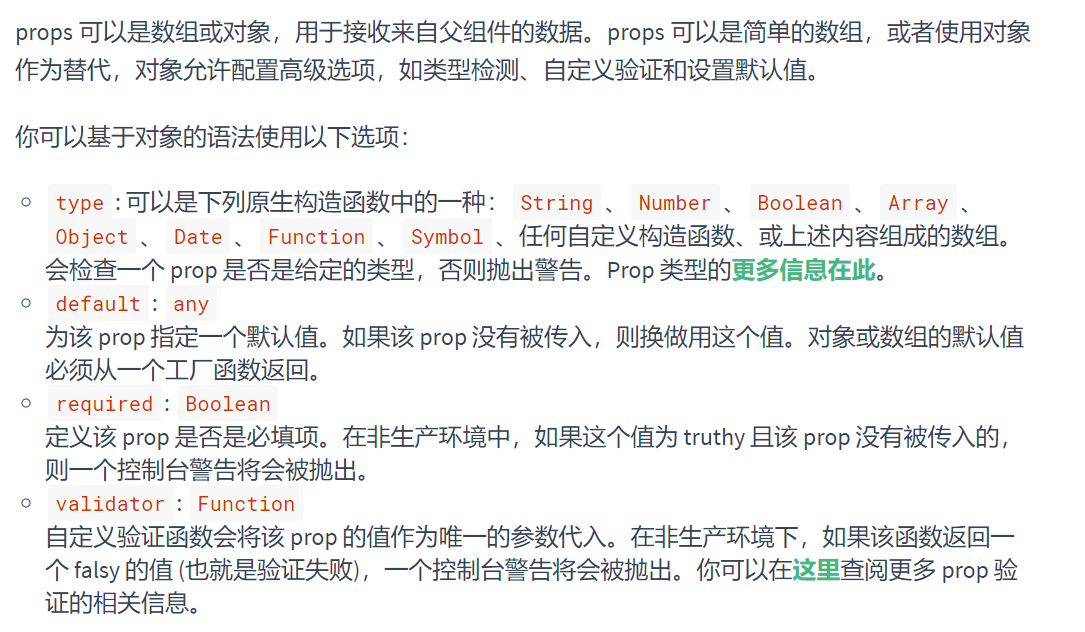 props 可以是数组或对象，用于接收来自父组件的数据。props 可以是简单的数组，或者使用对象
作为替代，对象允许配置高级选项，如类型检测、自定义验证和设置默认值。
你可以基于对象的语法使用以下选项：
type : 可以是下列原生构造函数中的一种： String 、 Number 、 Boolean 、 Array 、
Object 、 Date 、 Function 、 Symbol 、任何自定义构造函数、或上述内容组成的数组。
会检查一个 prop 是否是给定的类型，否则抛出警告。Prop 类型的更多信息在此。
default : any
为该 prop 指定一个默认值。如果该 prop 没有被传入，则换做用这个值。对象或数组的默认值
必须从一个工厂函数返回。
required : Boolean
定义该 prop 是否是必填项。在非生产环境中，如果这个值为 truthy 且该 prop 没有被传入的，
则一个控制台警告将会被抛出。
validator : Function
自定义验证函数会将该 prop 的值作为唯一的参数代入。在非生产环境下，如果该函数返回一
个 falsy 的值 (也就是验证失败)，一个控制台警告将会被抛出。你可以在这里查阅更多 prop 验
证的相关信息。